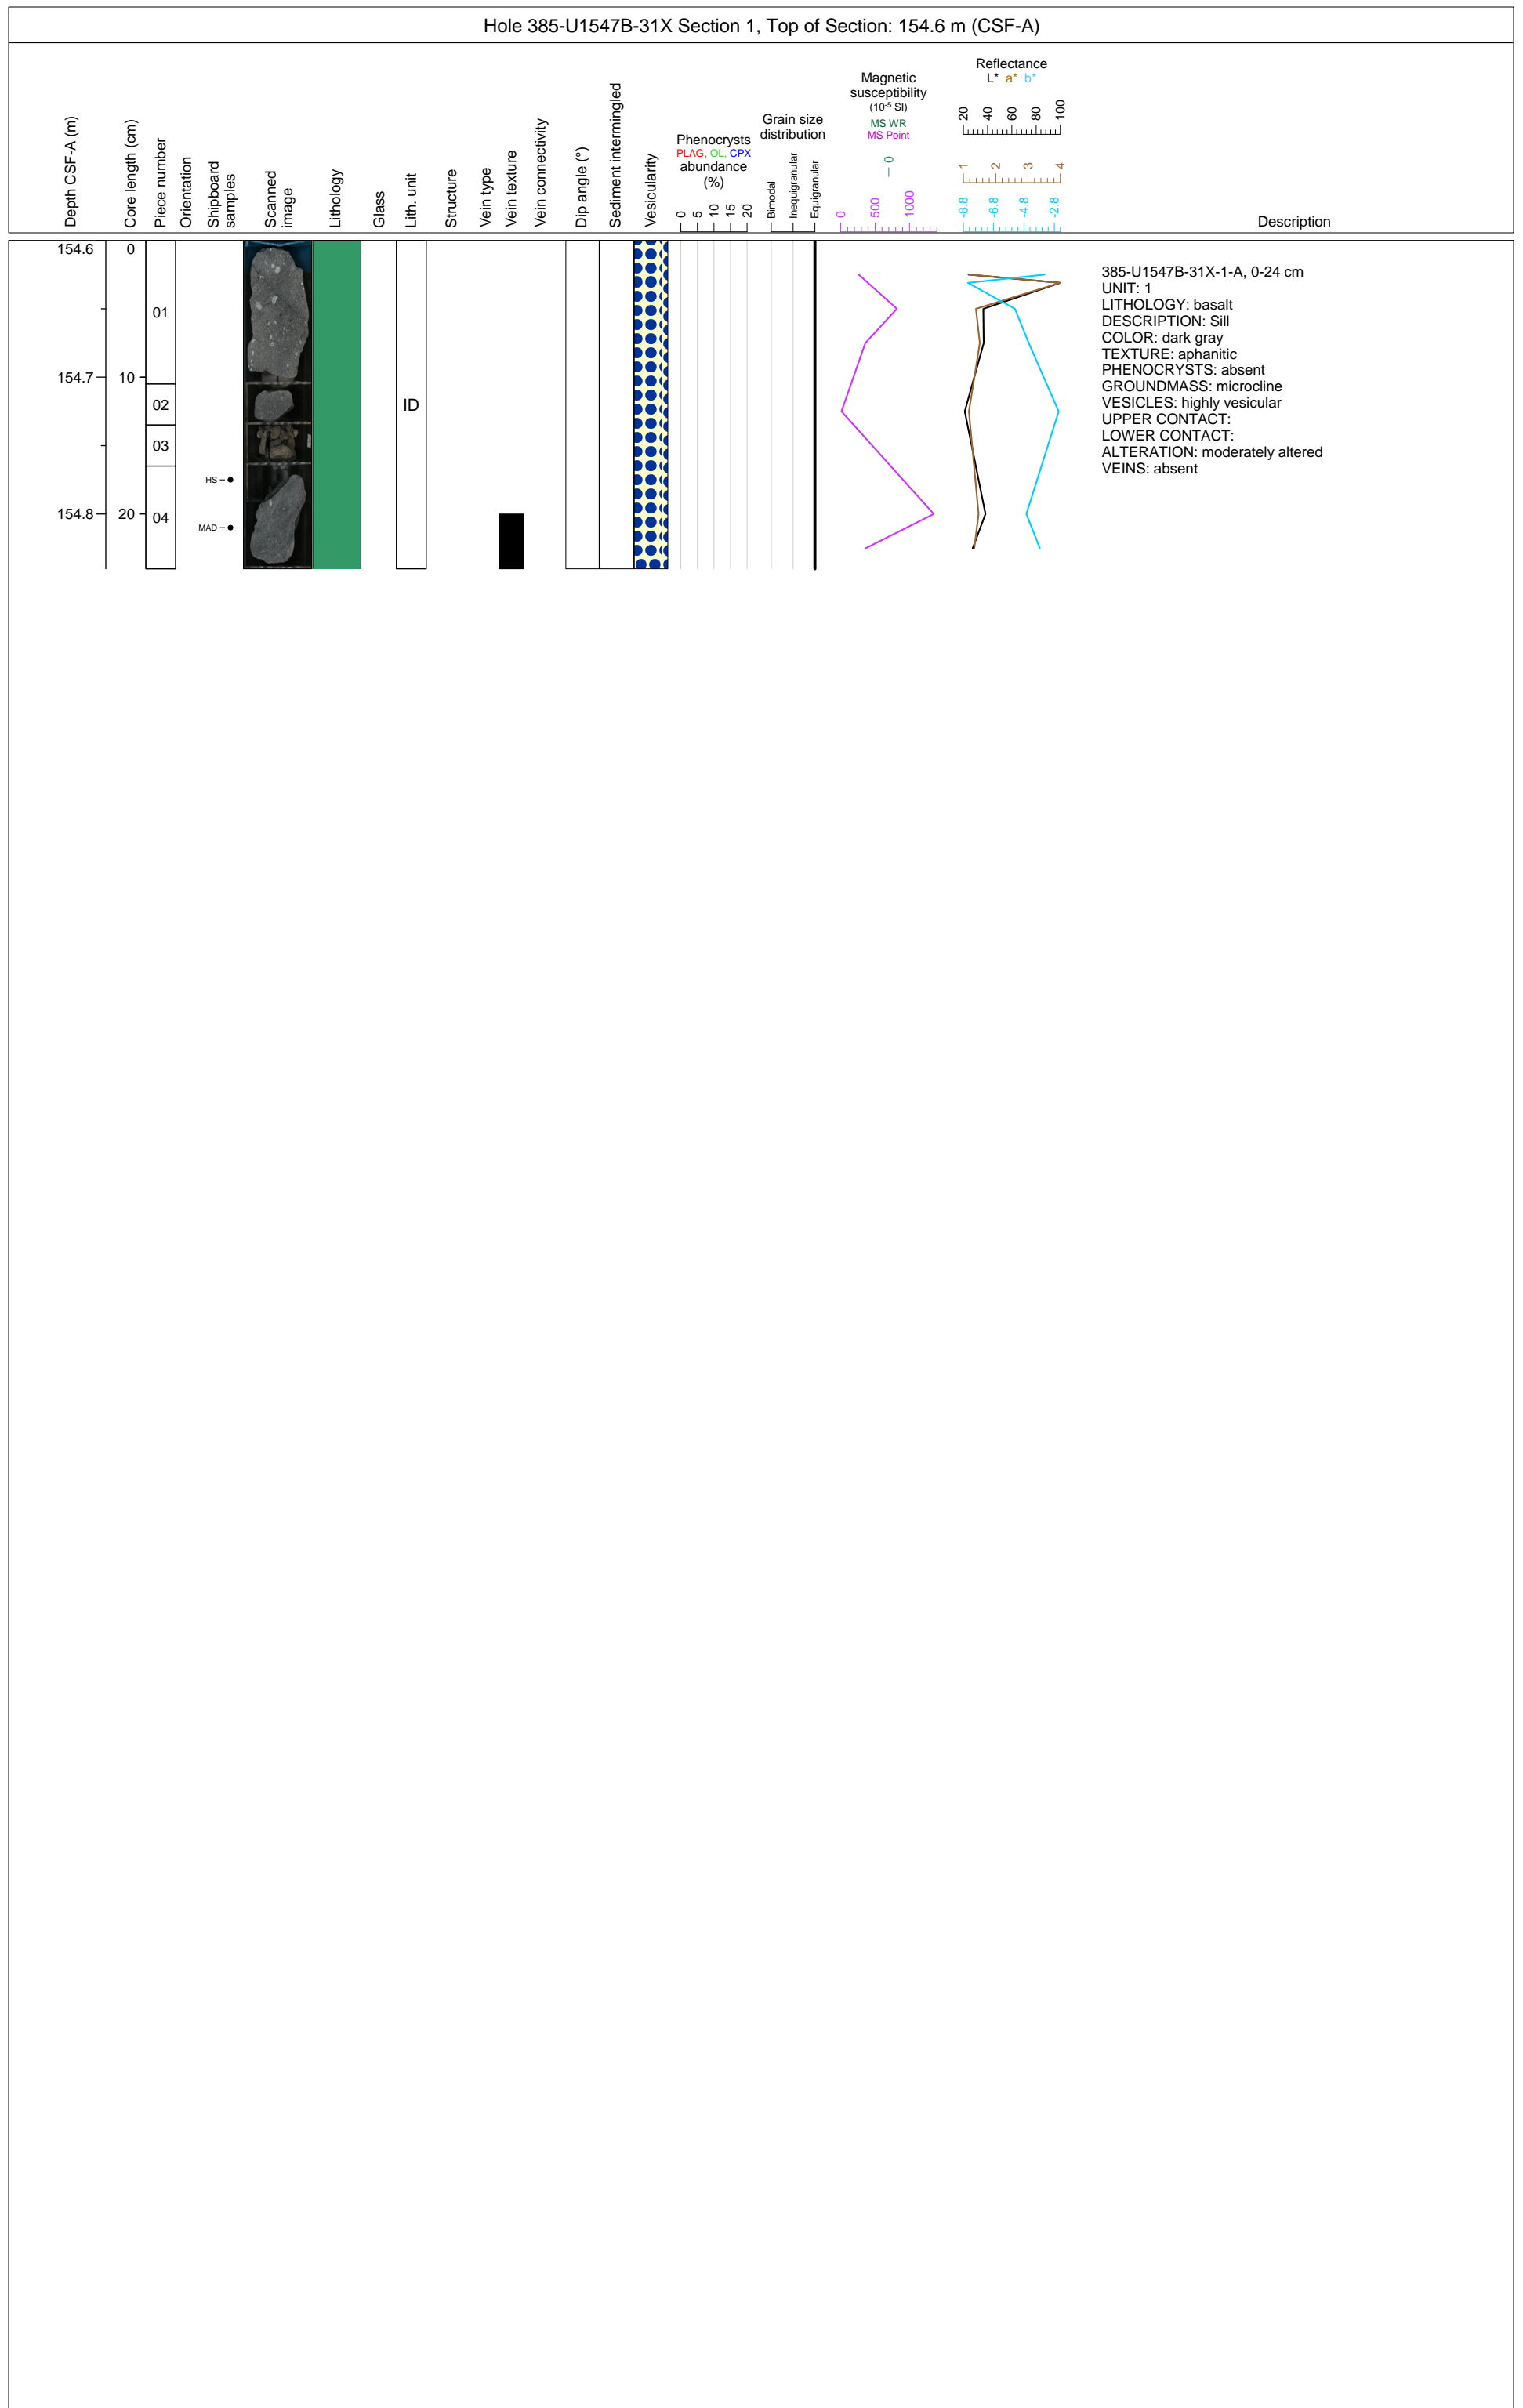 Hole 385-U1547B-31X Section 1, Top of Section: 154.6 m (CSF-A)
Depth CSF-A (m)
Core length (cm)
Piece number
Orientation
Shipboard
samples
Scanned
image
Lithology
Glass
Lith. unit
Structure
Vein type
Vein texture
Vein connectivity
Dip angle (°)
Sediment intermingled
Vesicularity
Phenocrysts
PLAG, OL, CPX
abundance
(%)
0 5 10 15 20
Grain size
distribution
Bimodal
Inequigranular
Equigranular
Magnetic
susceptibility
(10-5 SI)
MS WR
MS Point
0
0 500 1000
Reflectance
L* a* b*
20 40 60 80 100
1 2 3 4
-8.8 -6.8 -4.8 -2.8
Description
154.6 0
01
154.7 10
02
03
HS
154.8 20 04
MAD
ID
385-U1547B-31X-1-A, 0-24 cm
UNIT: 1
LITHOLOGY: basalt
DESCRIPTION: Sill
COLOR: dark gray
TEXTURE: aphanitic
PHENOCRYSTS: absent
GROUNDMASS: microcline
VESICLES: highly vesicular
UPPER CONTACT:
LOWER CONTACT:
ALTERATION: moderately altered
VEINS: absent